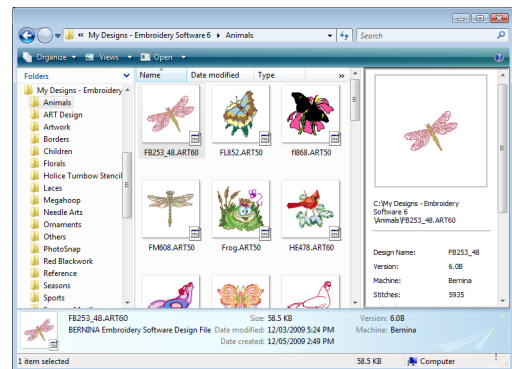 « My Designs - Embroidery Software 6 ▸ Animals
Search
Organize Views Open
Folders
My Designs - Embroidery
Animals
ART Design
Artwork
Borders
Children
Florals
Holice Turnbow Stencil
Laces
Megahoop
Needle Arts
Ornaments
Others
PhotoSnap
Red Blackwork
Reference
Seasons
Sports
Name Date modified Type »
FB253_48.ART60 FL852.ART50 fl868.ART50
FM608.ART50 Frog.ART50 HE478.ART60
C:\My Designs - Embroidery
Software 6
\Animals\FB253_48.ART60
Design Name: FB253_48
Version: 6.0B
Machine: Bernina
Stitches: 5935
FB253_48.ART60 Size: 58.5 KB Version: 6.0B
BERNINA Embroidery Software Design File Date modified: 12/03/2009 5:24 PM Machine: Bernina
Date created: 12/05/2009 2:49 PM
1 item selected 58.5 KB Computer